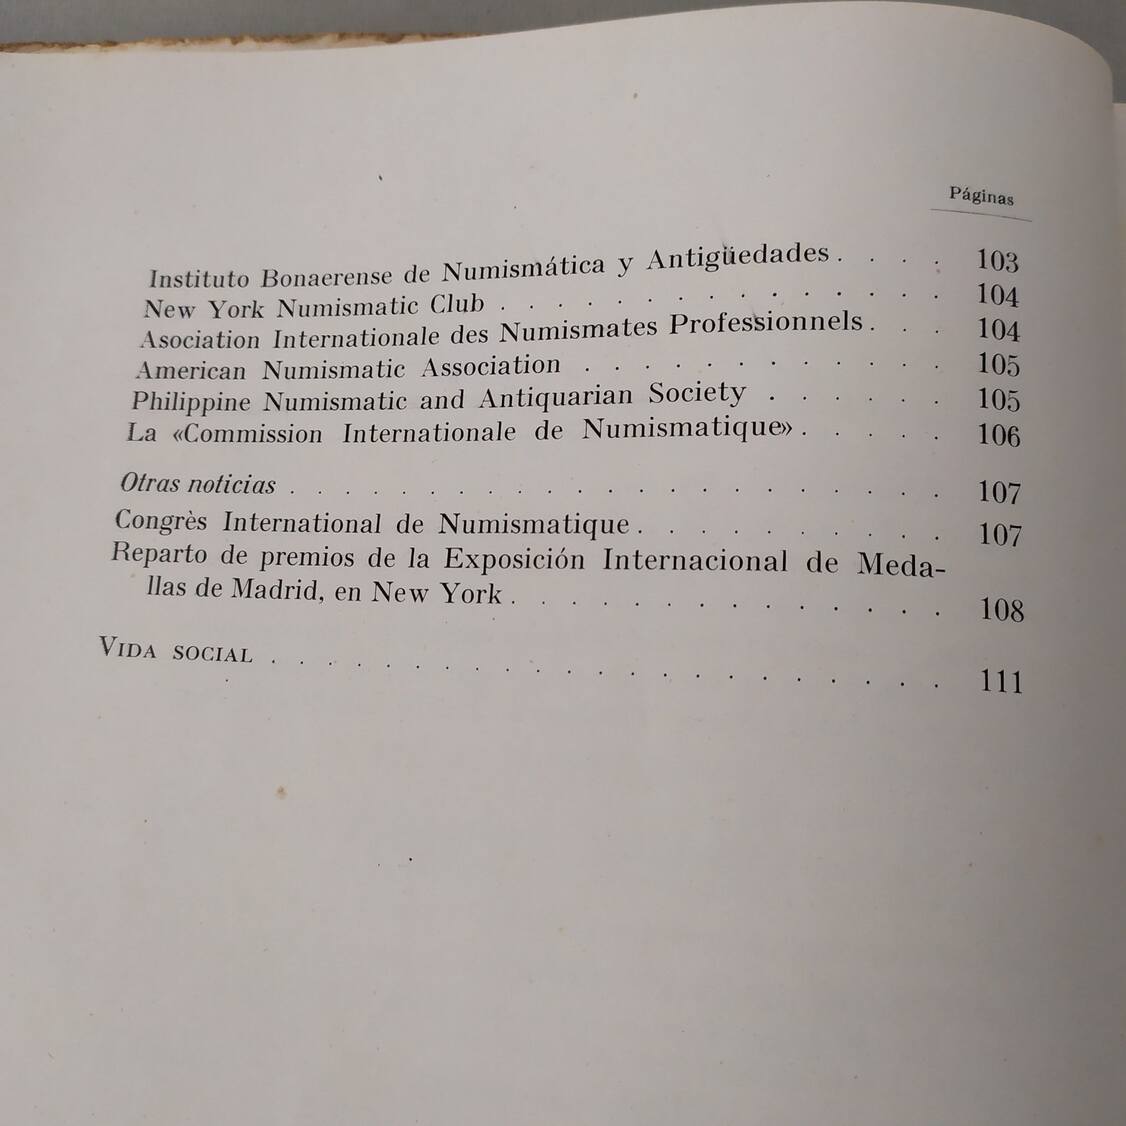 Páginas
Instituto Bonaerense de Numismática y Antigüedades . . . . 103
New York Numismatic Club . . . . . . . . . . . . . . . 104
Asociation Internationale des Numismates Professionnels . . . 104
American Numismatic Association . . . . . . . . . . . . 105
Philippine Numismatic and Antiquarian Society . . . . . . 105
La «Commission Internationale de Numismatique» . . . . . 106
Otras noticias . . . . . . . . . . . . . . . . . . . . . . 107
Congrès International de Numismatique . . . . . . . . . . 107
Reparto de premios de la Exposición Internacional de Meda-
llas de Madrid, en New York . . . . . . . . . . . . . . 108
VIDA SOCIAL . . . . . . . . . . . . . . . . . . . . . . 111